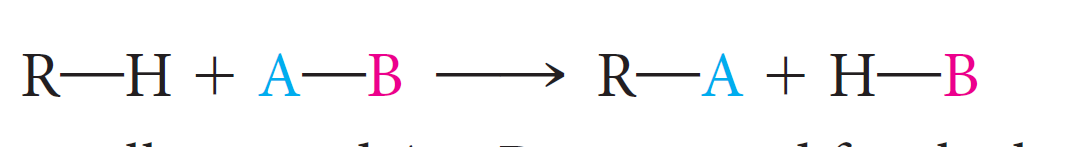 R—H + A—B ⟶ R—A + H—B